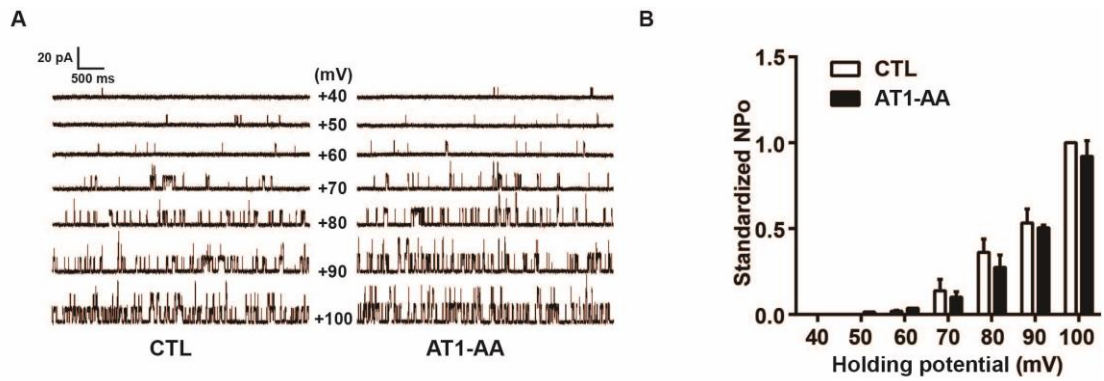 A
20 pA
500 ms
(mV)
+40
+50
+60
+70
+80
+90
+100
CTL
AT1-AA
B
1.5
1.0
0.5
0.0
Standardized NPo
CTL
AT1-AA
40 50 60 70 80 90 100
Holding potential (mV)